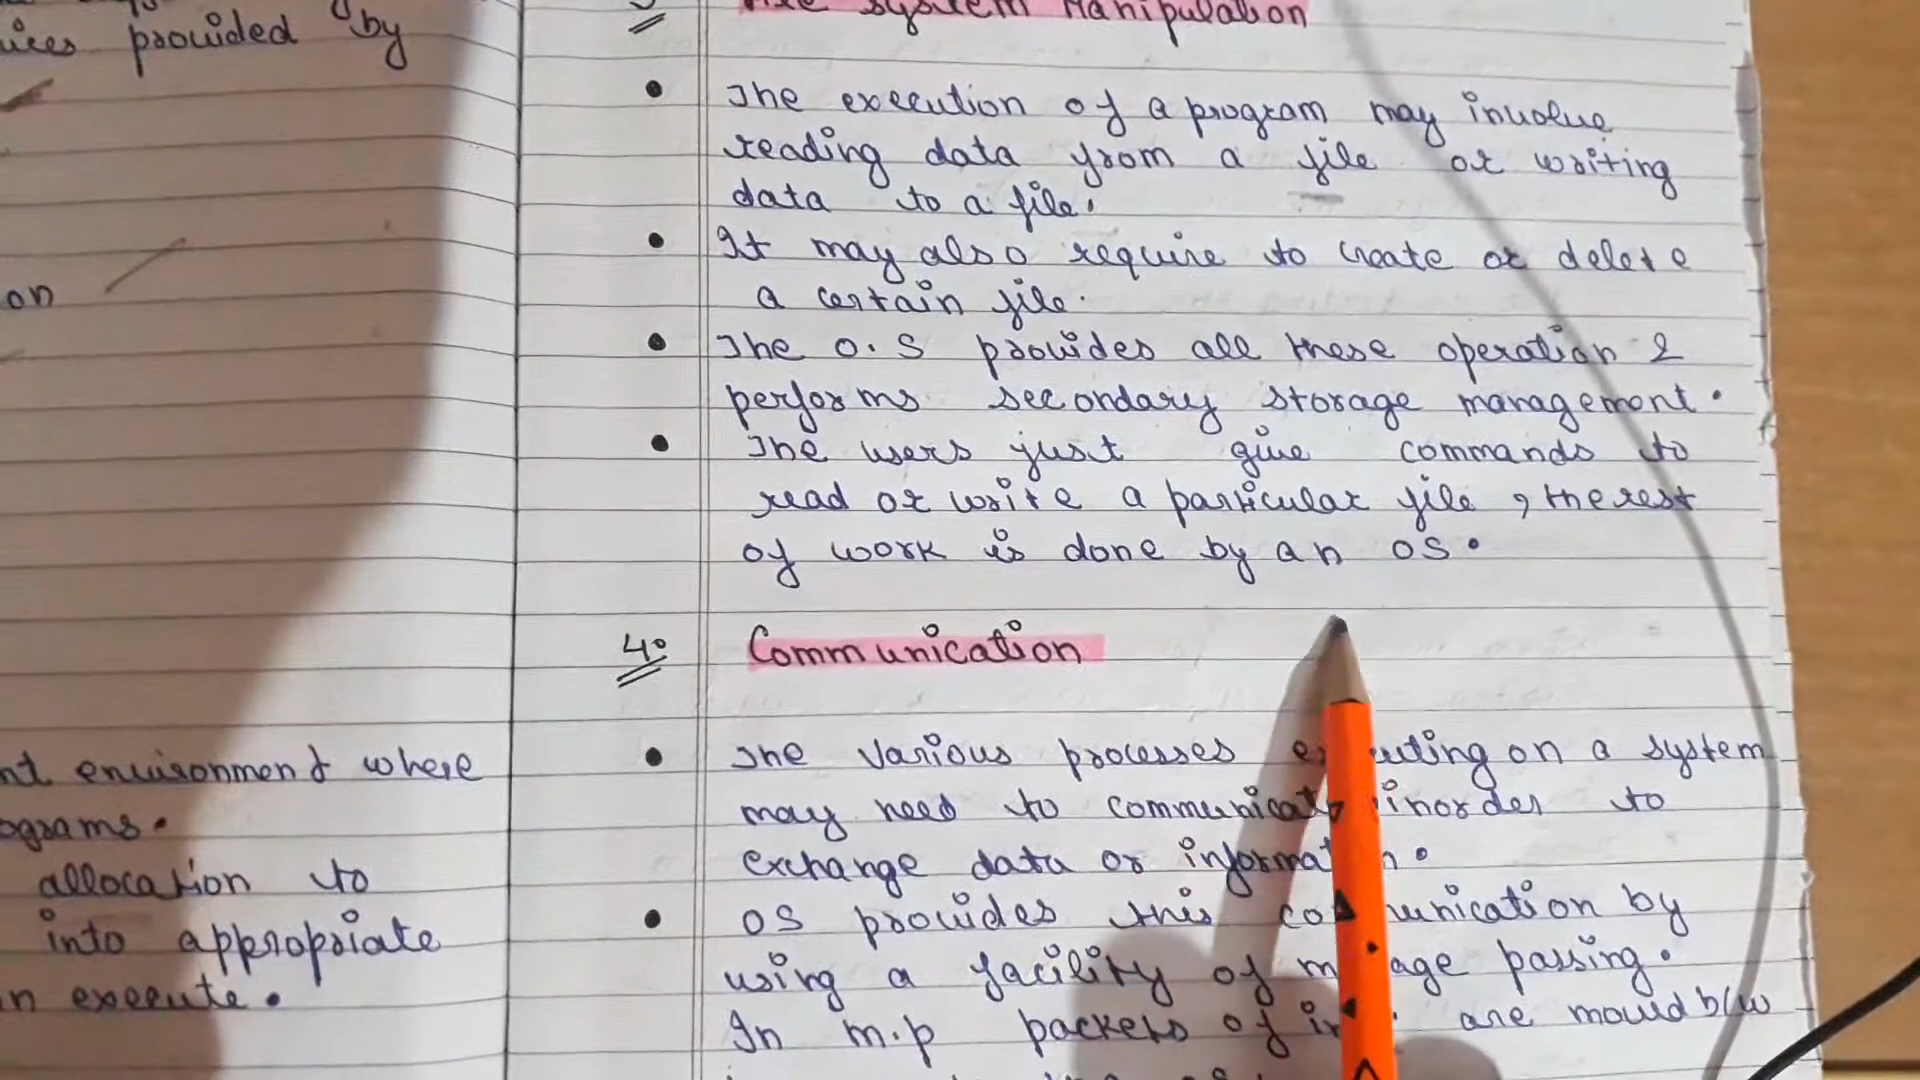 provided by
on
nt environment where
ograms.
allocation to
into appropriate
n execute.
File System Manipulation
• The execution of a program may involve
reading data from a file or writing
data to a file.
• It may also require to create or delete
a certain file.
• The O.S provides all these operation &
performs secondary storage management.
• The users just give commands to
read or write a particular file, the rest
of work is done by an OS.
4. Communication
• The various processes executing on a system
may need to communicate inorder to
exchange data or information.
• OS provides this communication by
using a facility of message passing.
In m.p packets of are moved b/w